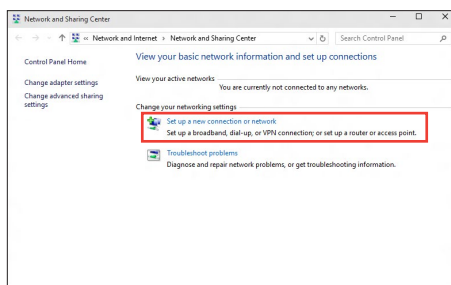 Network and Sharing Center
« Network and Internet › Network and Sharing Center
Search Control Panel
Control Panel Home
Change adapter settings
Change advanced sharing
settings
View your basic network information and set up connections
View your active networks
You are currently not connected to any networks.
Change your networking settings
Set up a new connection or network
Set up a broadband, dial-up, or VPN connection; or set up a router or access point.
Troubleshoot problems
Diagnose and repair network problems, or get troubleshooting information.